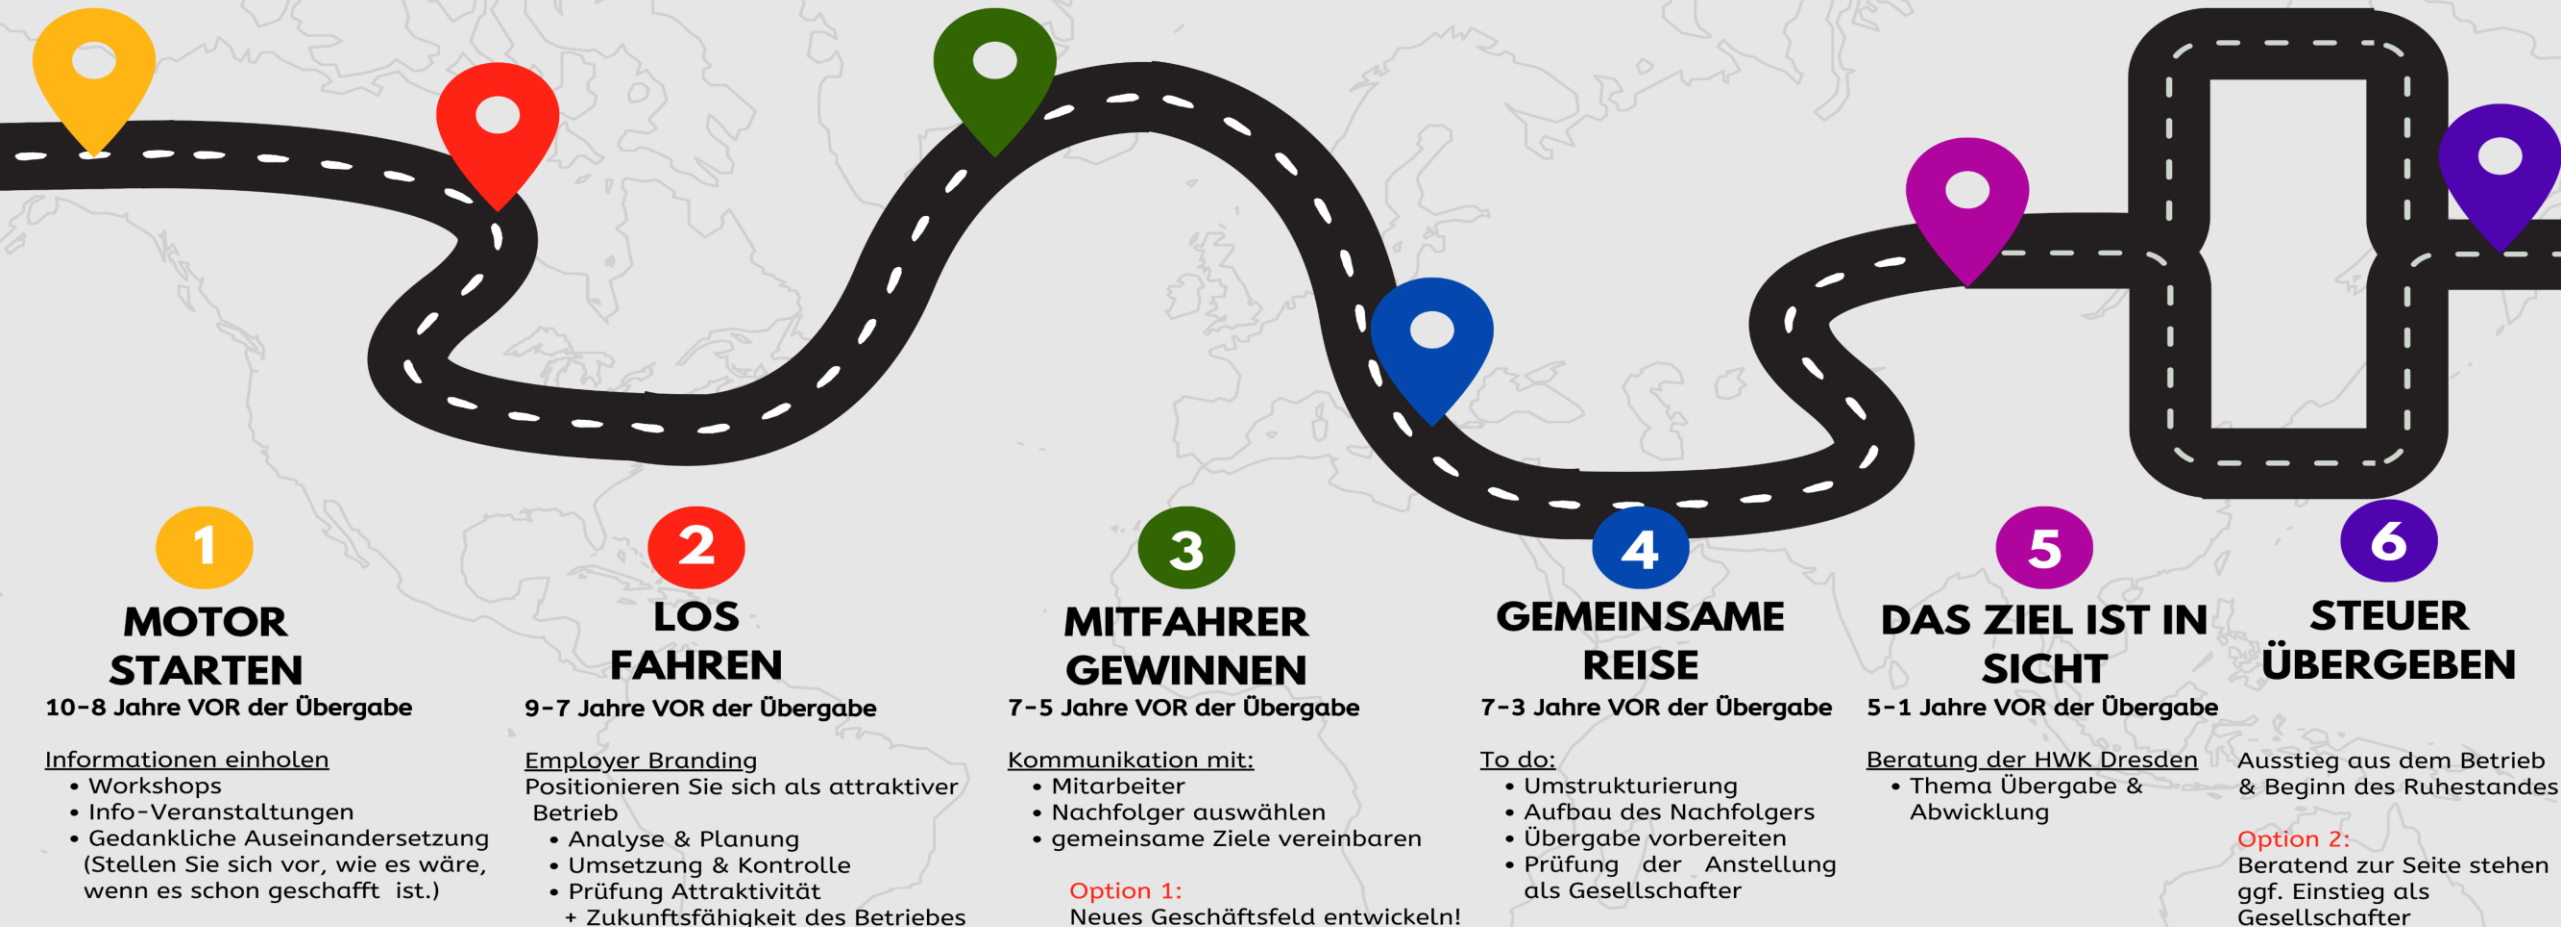 1
MOTOR
STARTEN
10-8 Jahre VOR der Übergabe
Informationen einholen
• Workshops
• Info-Veranstaltungen
• Gedankliche Auseinandersetzung
(Stellen Sie sich vor, wie es wäre,
wenn es schon geschafft ist.)
2
LOS
FAHREN
9-7 Jahre VOR der Übergabe
Employer Branding
Positionieren Sie sich als attraktiver
Betrieb
• Analyse & Planung
• Umsetzung & Kontrolle
• Prüfung Attraktivität
+ Zukunftsfähigkeit des Betriebes
3
MITFAHRER
GEWINNEN
7-5 Jahre VOR der Übergabe
Kommunikation mit:
• Mitarbeiter
• Nachfolger auswählen
• gemeinsame Ziele vereinbaren
Option 1:
Neues Geschäftsfeld entwickeln!
4
GEMEINSAME
REISE
7-3 Jahre VOR der Übergabe
To do:
• Umstrukturierung
• Aufbau des Nachfolgers
• Übergabe vorbereiten
• Prüfung der Anstellung
als Gesellschafter
5
DAS ZIEL IST IN
SICHT
5-1 Jahre VOR der Übergabe
Beratung der HWK Dresden
• Thema Übergabe &
Abwicklung
6
STEUER
ÜBERGEBEN
Ausstieg aus dem Betrieb
& Beginn des Ruhestandes
Option 2:
Beratend zur Seite stehen
ggf. Einstieg als
Gesellschafter